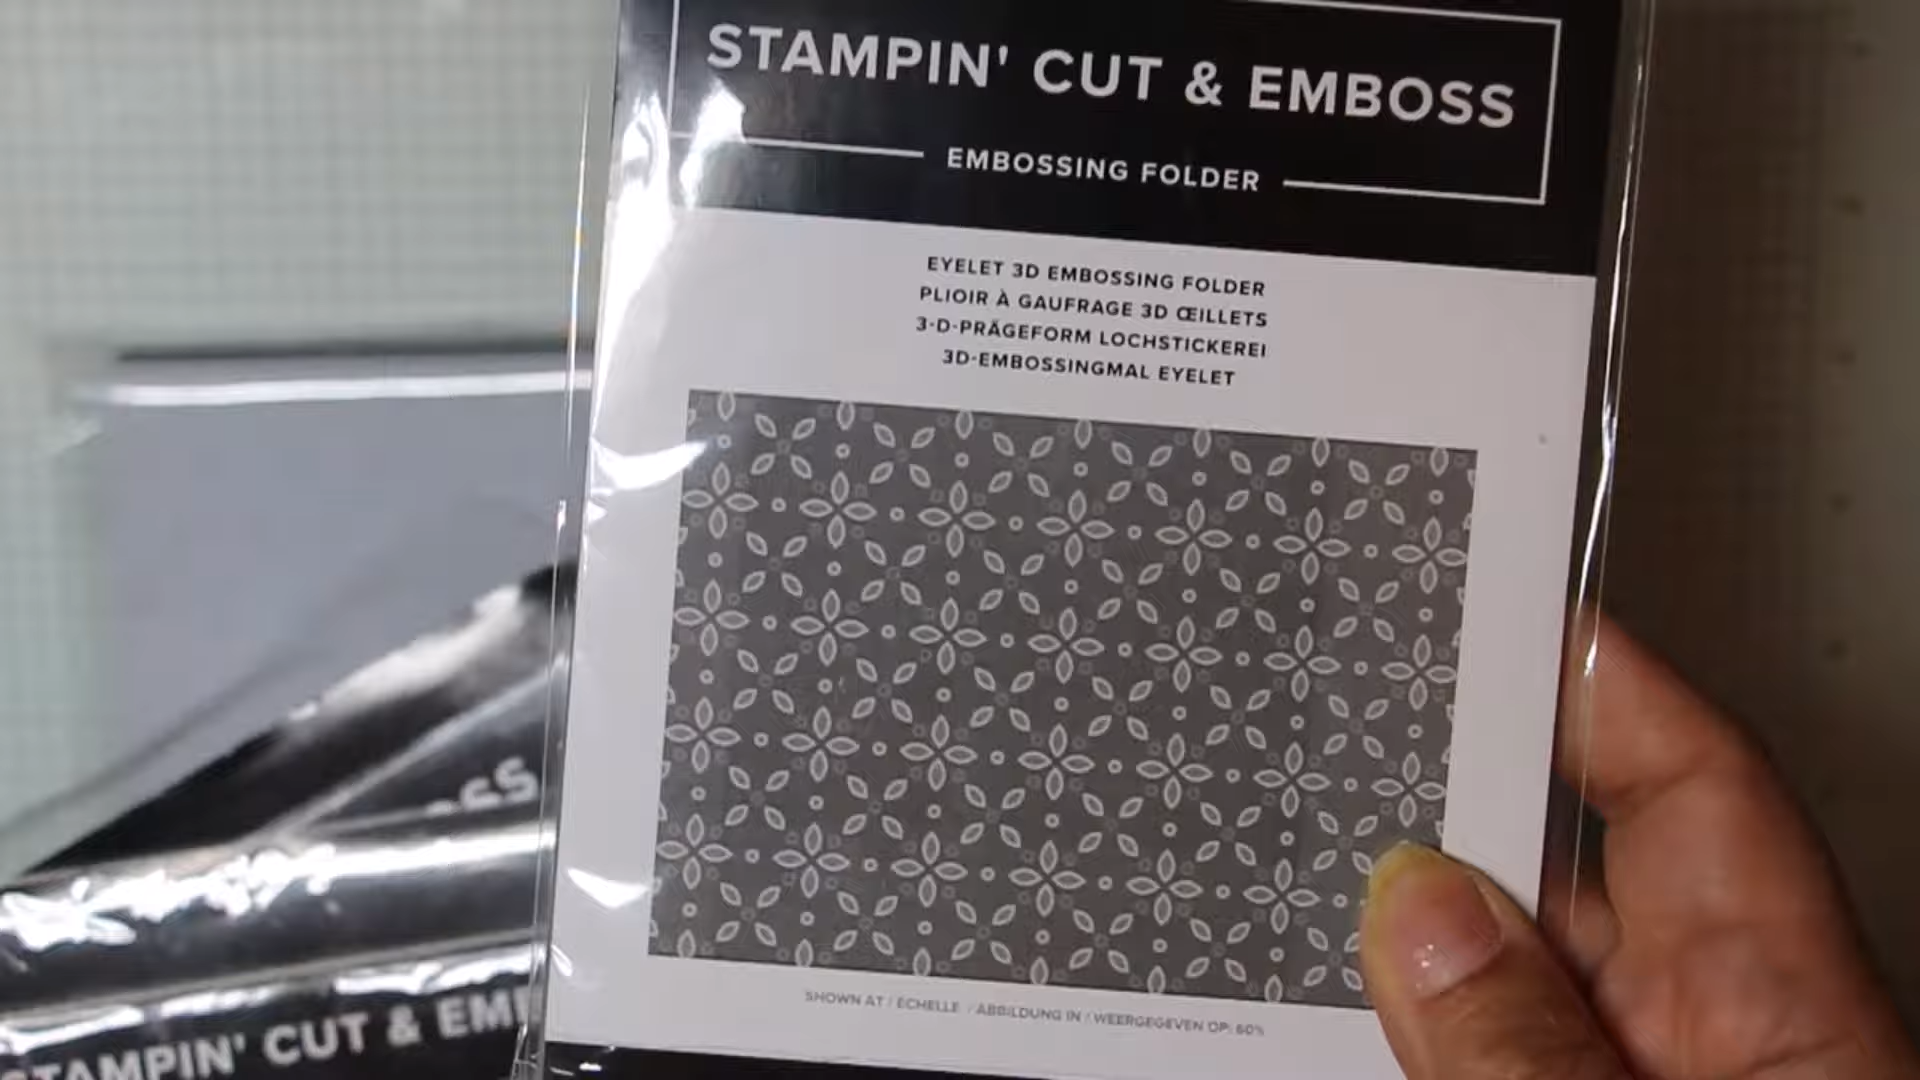 STAMPIN' CUT & EMBOSS
EMBOSSING FOLDER
EYELET 3D EMBOSSING FOLDER
PLIOIR À GAUFRAGE 3D ŒILLETS
3-D-PRÄGEFORM LOCHSTICKEREI
3D-EMBOSSINGMAL EYELET
SHOWN AT / ÉCHELLE / ABBILDUNG IN / WEERGEGEVEN OP: 60%
STAMPIN' CUT & EM